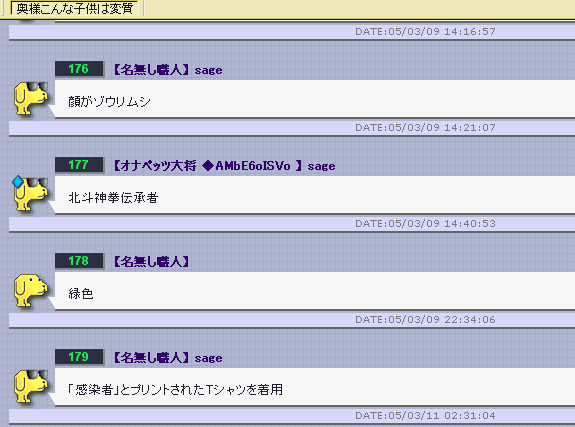 奥様こんな子供は変質
DATE:05/03/09 14:16:57
176 【名無し職人】 sage
顔がゾウリムシ
DATE:05/03/09 14:21:07
177 【オナペッツ大将 ◆AMbE6oISVo 】 sage
北斗神拳伝承者
DATE:05/03/09 14:40:53
178 【名無し職人】
緑色
DATE:05/03/09 22:34:06
179 【名無し職人】 sage
「感染者」とプリントされたTシャツを着用
DATE:05/03/11 02:31:04